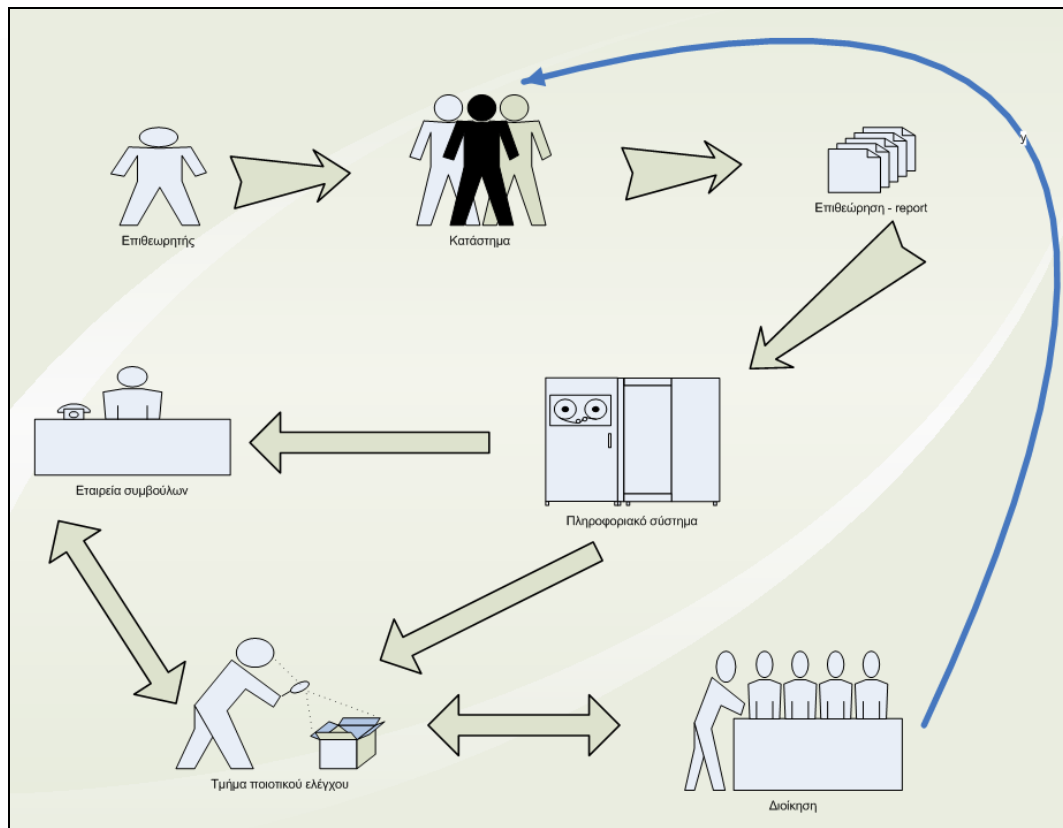 Επιθεωρητής
Κατάστημα
Επιθεώρηση - report
Εταιρεία συμβούλων
Πληροφοριακό σύστημα
Τμήμα ποιοτικού ελέγχου
Διοίκηση